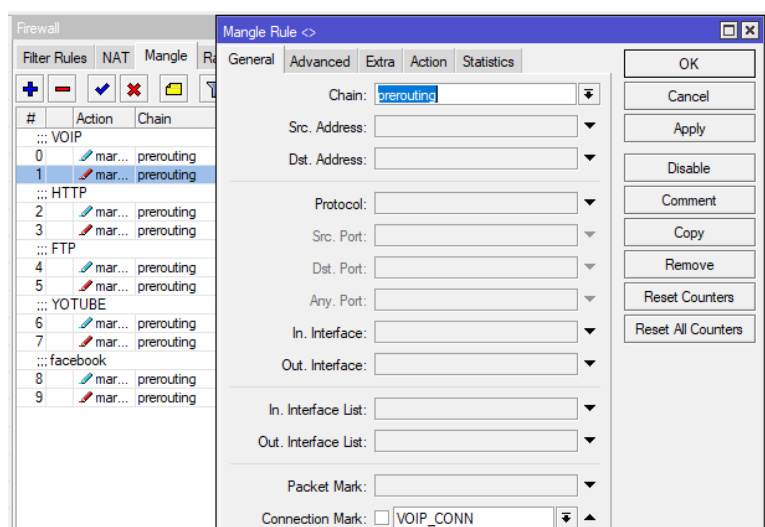 Firewall
Filter Rules NAT Mangle Ra
# Action Chain
;;; VOIP
0 mar... prerouting
1 mar... prerouting
;;; HTTP
2 mar... prerouting
3 mar... prerouting
;;; FTP
4 mar... prerouting
5 mar... prerouting
;;; YOTUBE
6 mar... prerouting
7 mar... prerouting
;;; facebook
8 mar... prerouting
9 mar... prerouting
Mangle Rule <>
General Advanced Extra Action Statistics
Chain: prerouting
Src. Address:
Dst. Address:
Protocol:
Src. Port:
Dst. Port:
Any. Port:
In. Interface:
Out. Interface:
In. Interface List:
Out. Interface List:
Packet Mark:
Connection Mark: VOIP_CONN
OK
Cancel
Apply
Disable
Comment
Copy
Remove
Reset Counters
Reset All Counters